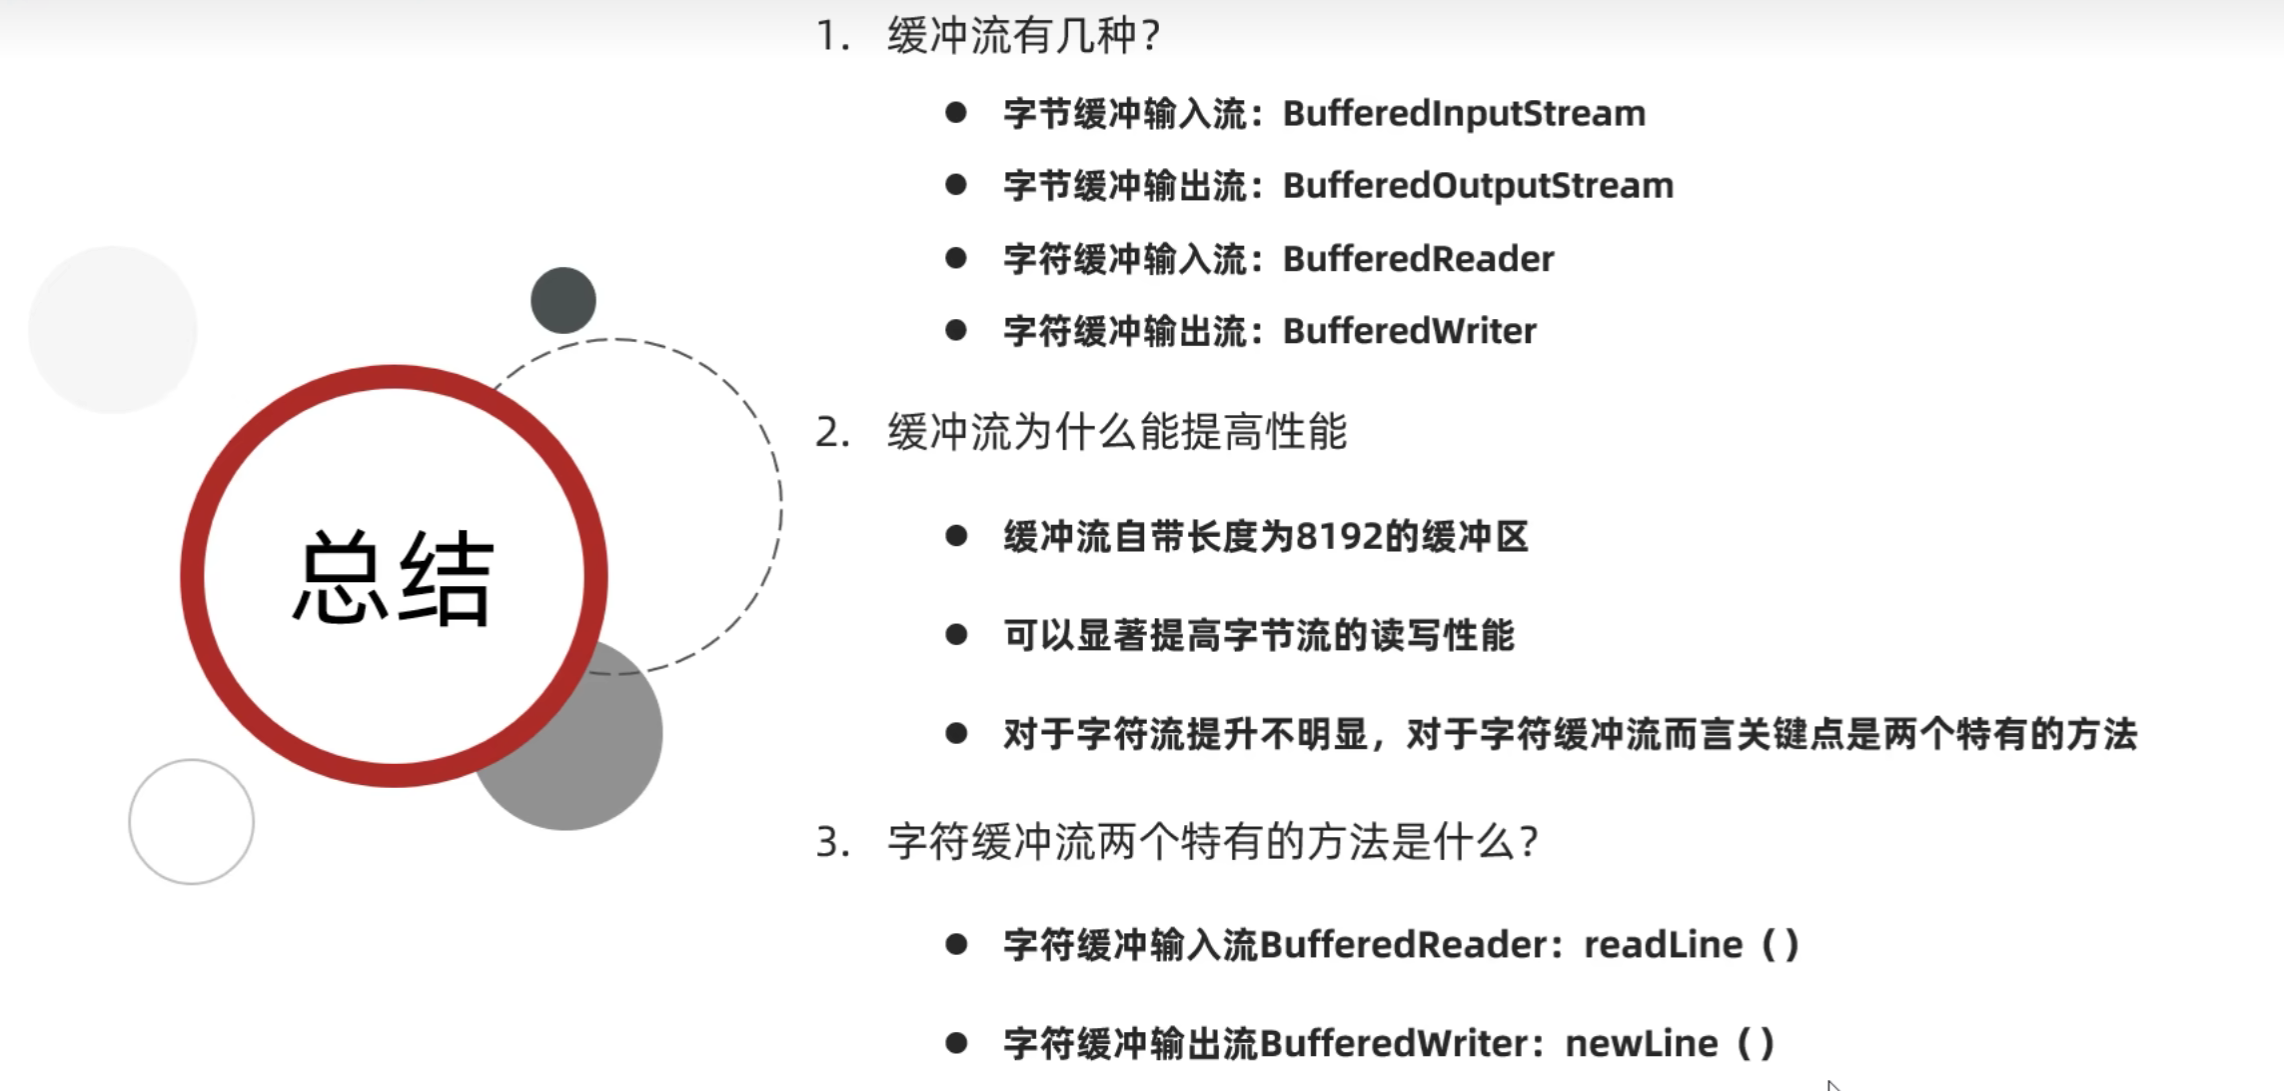 1. 缓冲流有几种？
● 字节缓冲输入流：BufferedInputStream
● 字节缓冲输出流：BufferedOutputStream
● 字符缓冲输入流：BufferedReader
● 字符缓冲输出流：BufferedWriter
2. 缓冲流为什么能提高性能
● 缓冲流自带长度为8192的缓冲区
● 可以显著提高字节流的读写性能
● 对于字符流提升不明显，对于字符缓冲流而言关键点是两个特有的方法
3. 字符缓冲流两个特有的方法是什么？
● 字符缓冲输入流BufferedReader：readLine（）
● 字符缓冲输出流BufferedWriter：newLine（）
总结